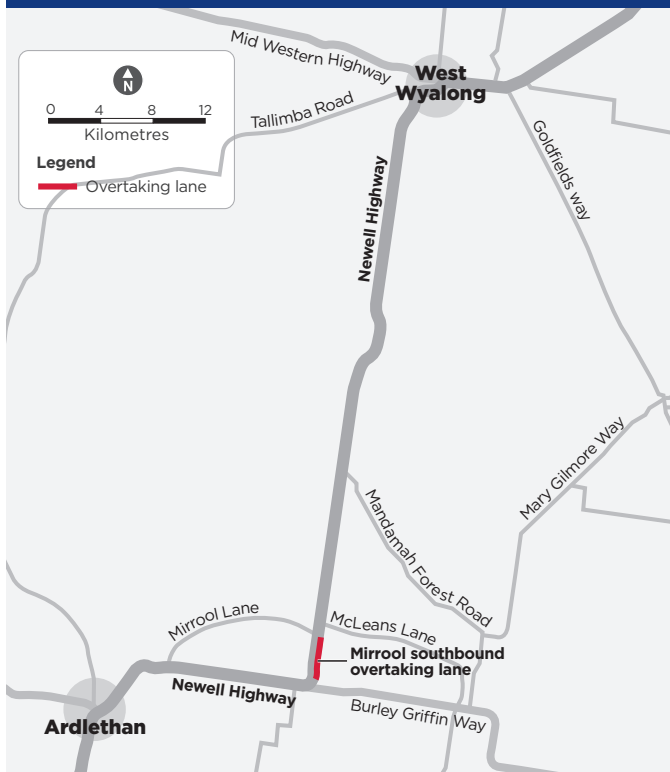 Mid Western Highway
West
Wyalong
N
0 4 8 12
Kilometres
Legend
Overtaking lane
Tallimba Road
Goldfields way
Newell Highway
Mary Gilmore Way
Mandamah Forest Road
Mirrool Lane
McLeans Lane
Mirrool southbound
overtaking lane
Newell Highway
Burley Griffin Way
Ardlethan